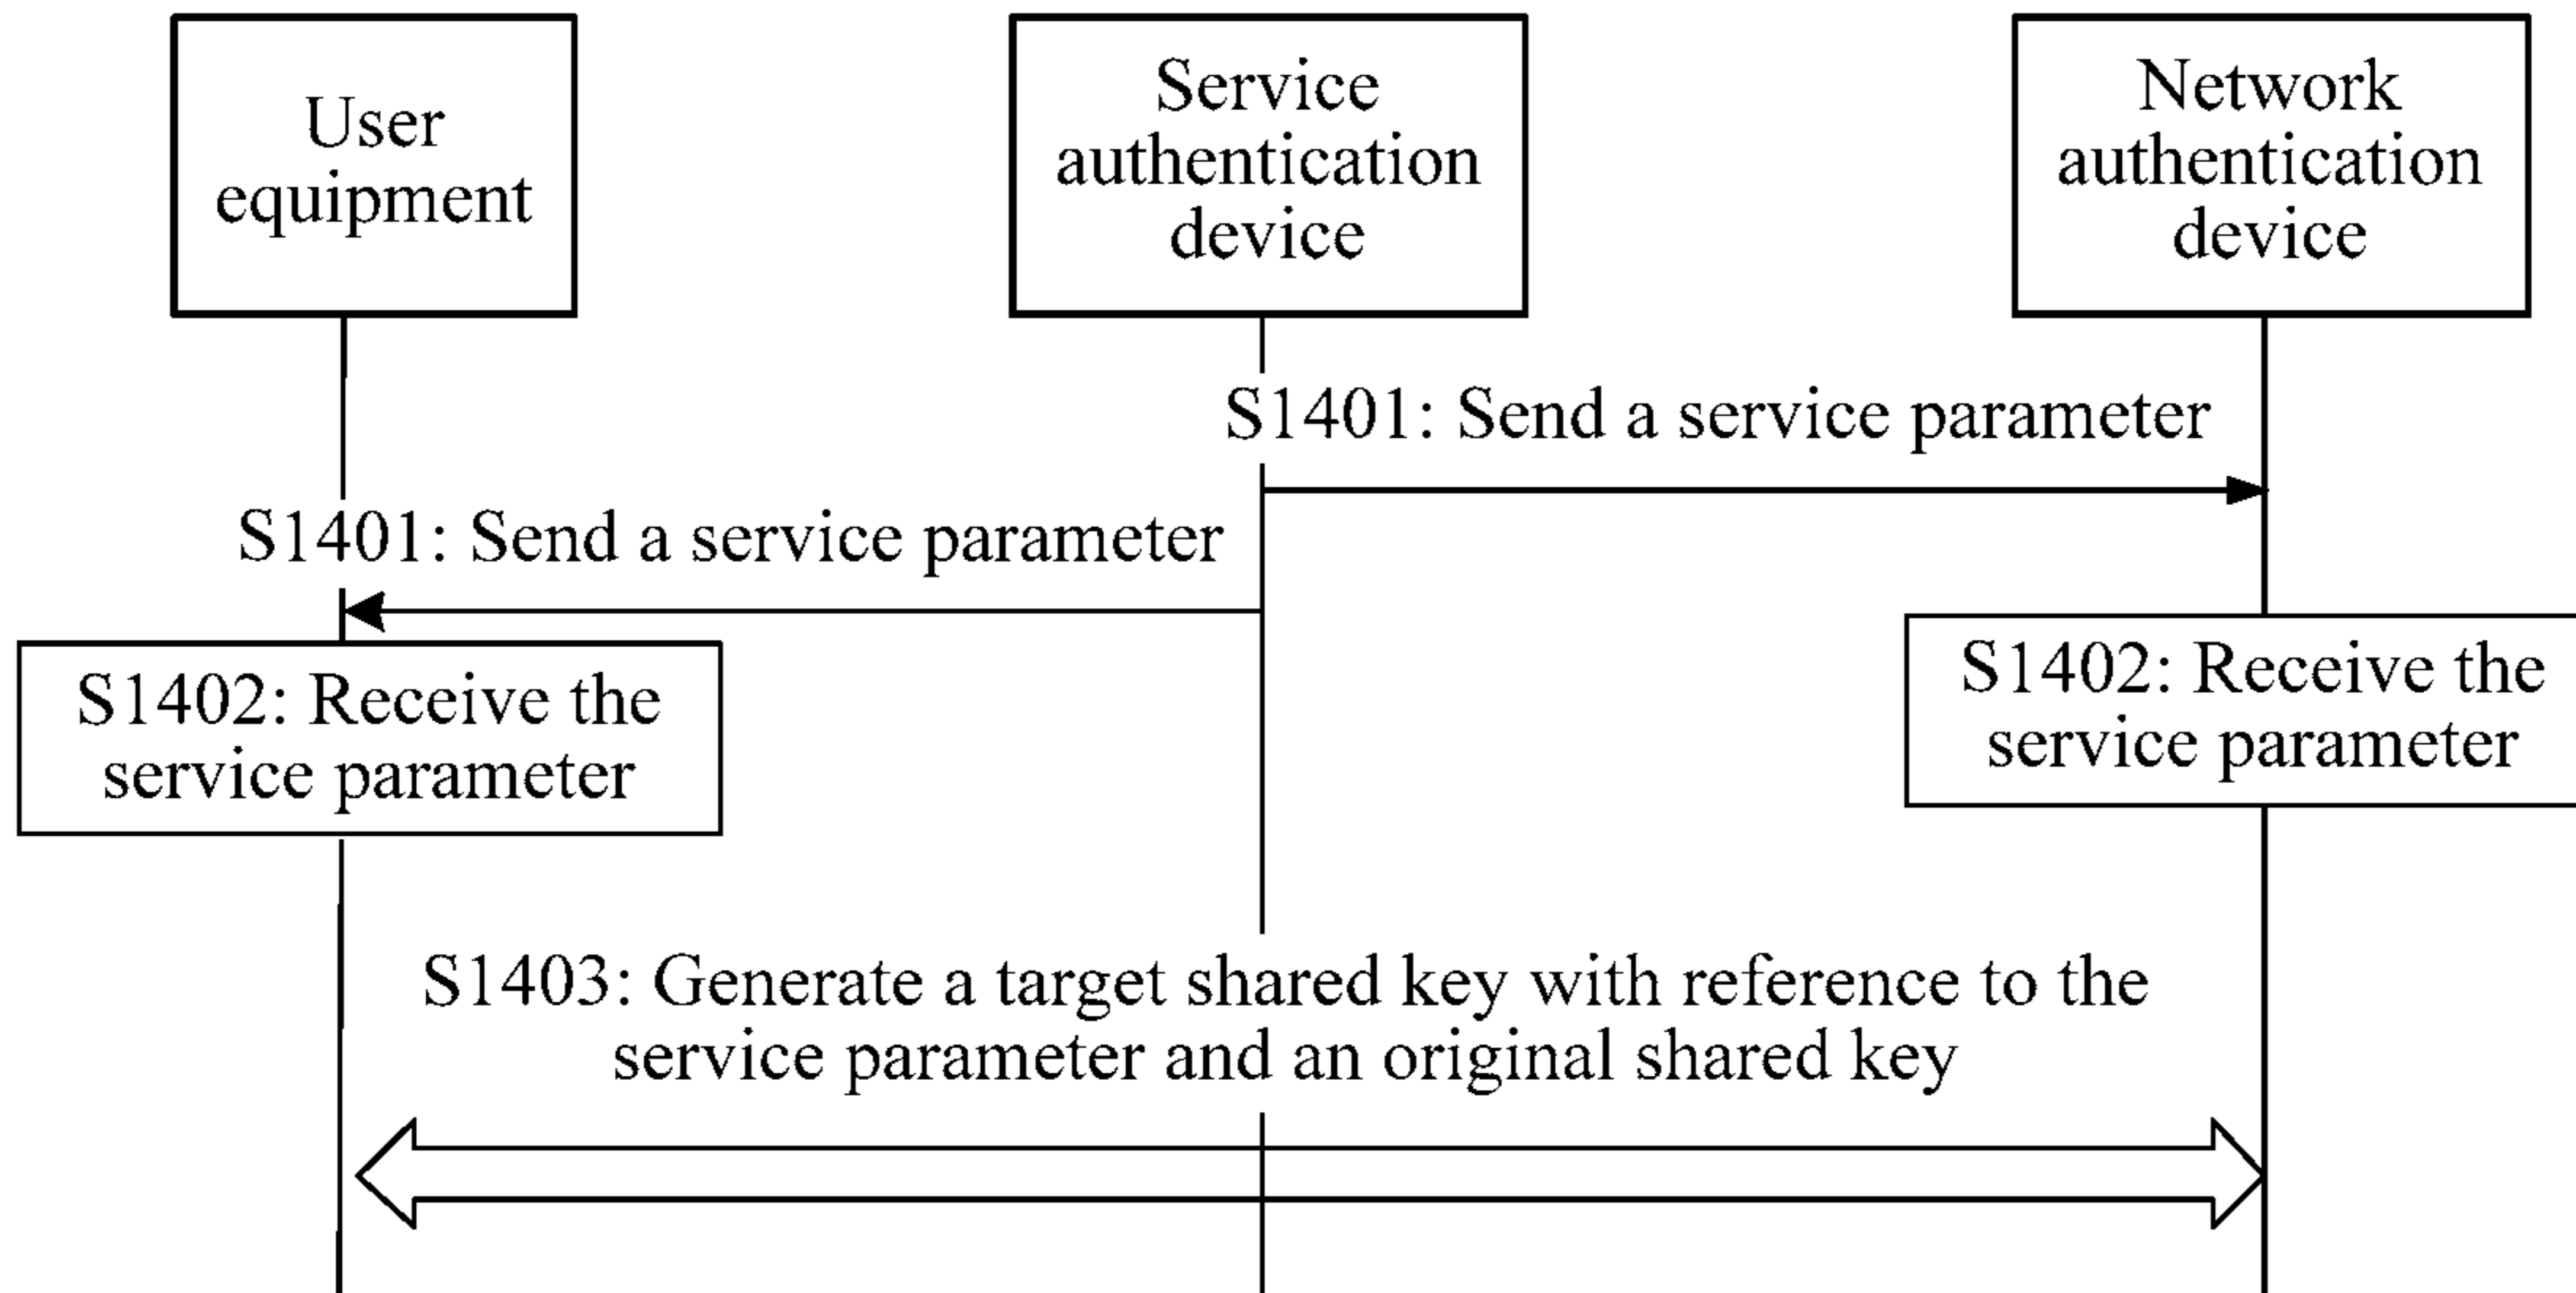 User
equipment
Service
authentication
device
Network
authentication
device
S1401: Send a service parameter
S1401: Send a service parameter
S1402: Receive the
service parameter
S1402: Receive the
service parameter
S1403: Generate a target shared key with reference to the
service parameter and an original shared key